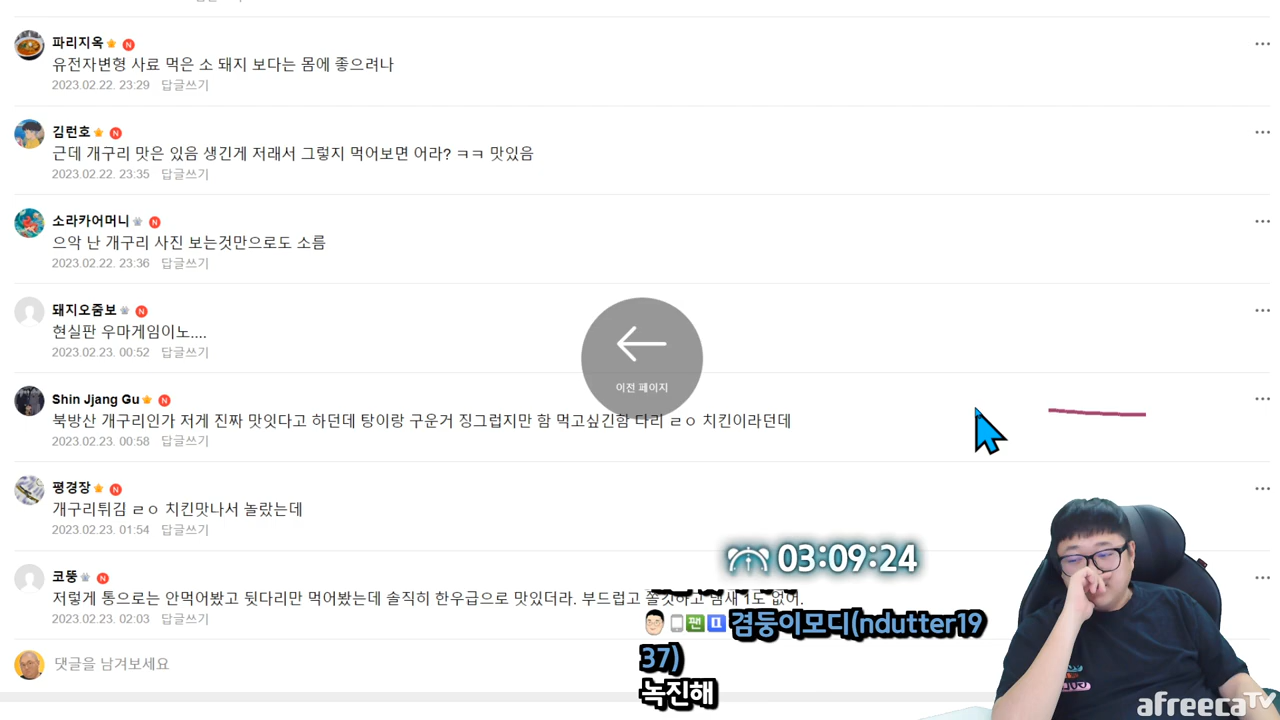 파리지옥 N
유전자변형 사료 먹은 소 돼지 보다는 몸에 좋으려나
2023.02.22. 23:29 답글쓰기
김런호 N
근데 개구리 맛은 있음 생긴게 저래서 그렇지 먹어보면 어라? ㅋㅋ 맛있음
2023.02.22. 23:35 답글쓰기
소라카어머니 N
으악 난 개구리 사진 보는것만으로도 소름
2023.02.22. 23:36 답글쓰기
돼지오줌보 N
현실판 우마게임이노....
2023.02.23. 00:52 답글쓰기
이전 페이지
Shin Jjang Gu N
북방산 개구리인가 저게 진짜 맛잇다고 하던데 탕이랑 구운거 징그럽지만 함 먹고싶긴함 다리 ㄹㅇ 치킨이라던데
2023.02.23. 00:58 답글쓰기
평경장 N
개구리튀김 ㄹㅇ 치킨맛나서 놀랐는데
2023.02.23. 01:54 답글쓰기
03:09:24
코뚱 N
저렇게 통으로는 안먹어봤고 뒷다리만 먹어봤는데 솔직히 한우급으로 맛있더라. 부드럽고 쫄깃하고 냄새1도 없어.
2023.02.23. 02:03 답글쓰기
팬 겸둥이모디(ndutter19
37)
녹진해
댓글을 남겨보세요
afreecaTV